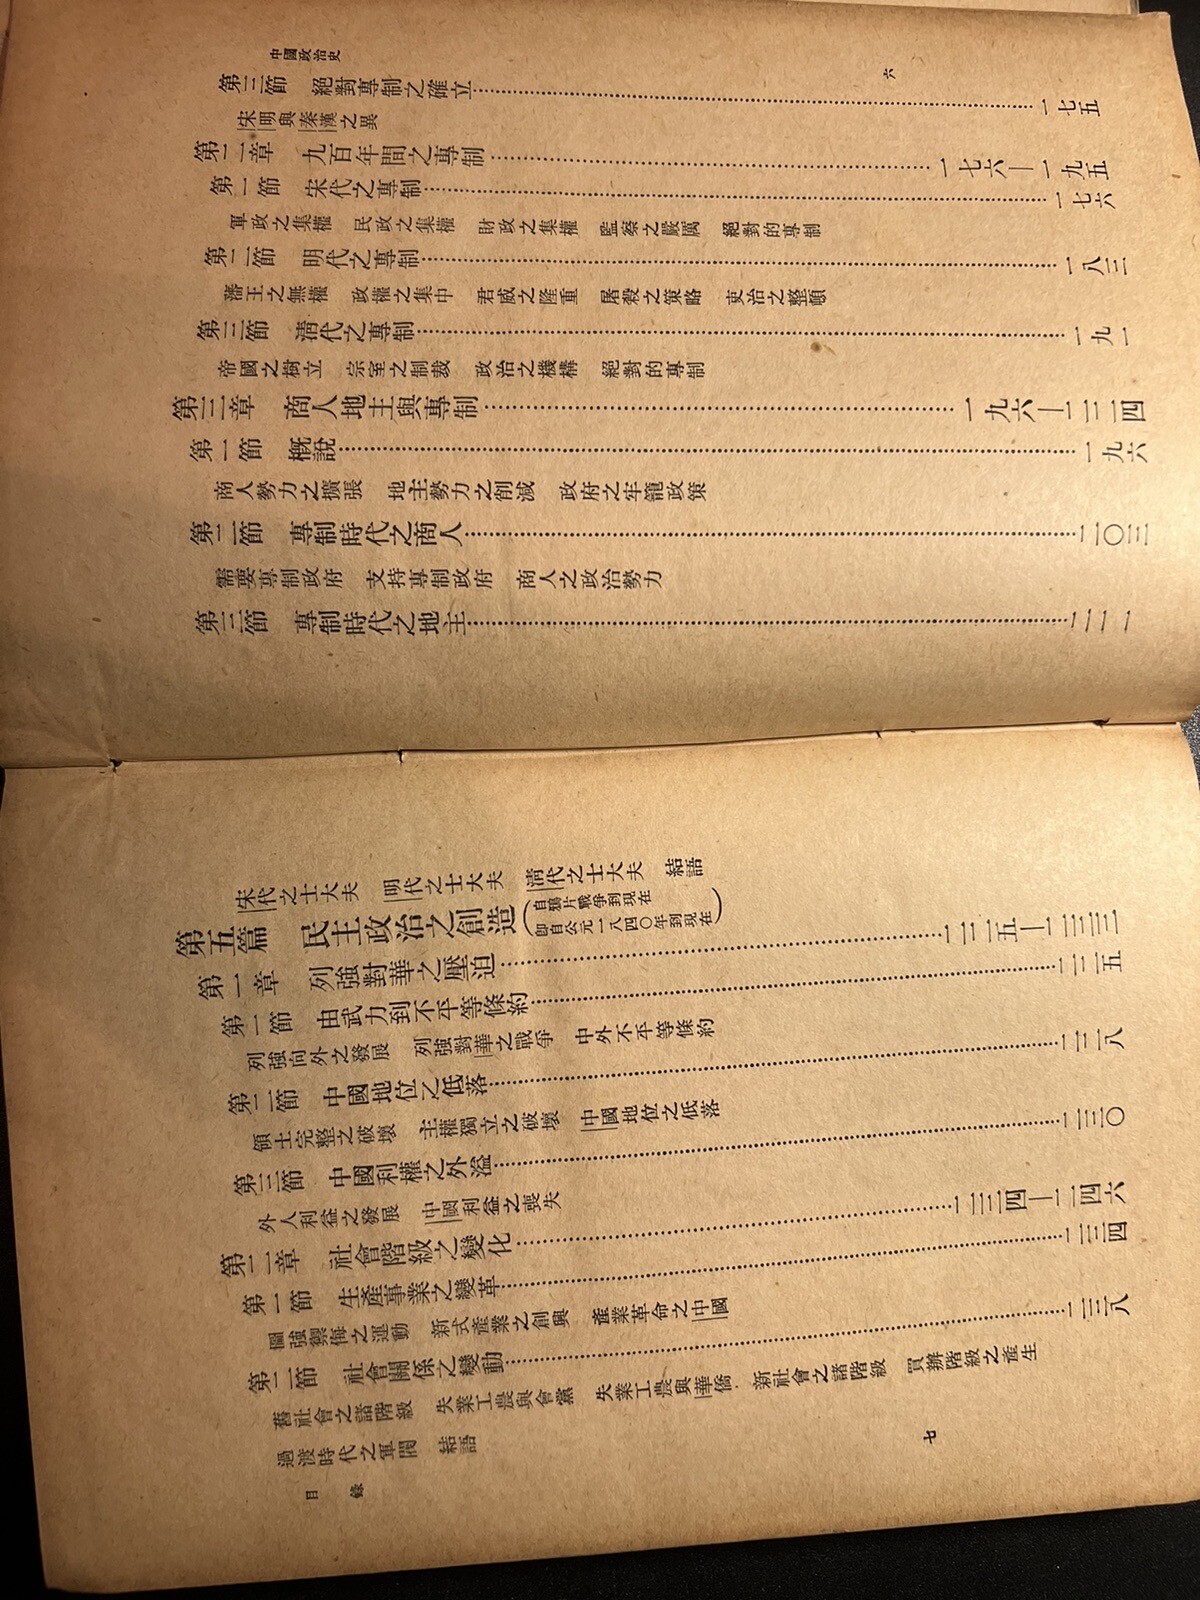 中國政治史
六
第三節　絕對專制之確立…………一七五
宋明與秦漢之異
第二章　九百年間之專制…………一七六—一九五
第一節　宋代之專制…………一七六
軍政之集權　民政之集權　財政之集權　監察之嚴厲　絕對的專制
第二節　明代之專制…………一八三
藩王之無權　政權之集中　君威之隆重　屠殺之策略　吏治之整頓
第三節　清代之專制…………一九一
帝國之樹立　宗室之制裁　政治之機構　絕對的專制
第三章　商人地主與專制…………一九六—二二四
第一節　概說…………一九六
商人勢力之擴張　地主勢力之削減　政府之牢籠政策
第二節　專制時代之商人…………二〇三
需要專制政府　支持專制政府　商人之政治勢力
第三節　專制時代之地主…………二一一
宋代之士大夫　明代之士大夫　清代之士大夫　結語
第五篇　民主政治之創造（自鴉片戰爭到現在
即自公元一八四〇年到現在）
第一章　列強對華之壓迫…………二二五—二三三
第一節　由武力到不平等條約…………二二五
列強向外之發展　列強對華之戰爭　中外不平等條約
第二節　中國地位之低落…………二二八
領土完整之破壞　主權獨立之破壞　中國地位之低落
第三節　中國利權之外溢…………二三〇
外人利益之發展　中國利益之喪失
第二章　社會階級之變化…………二三四—二四六
第一節　生產事業之變革…………二三四
圖強禦侮之運動　新式產業之創興　產業革命之中國
第二節　社會關係之變動…………二三八
舊社會之諸階級　失業工農與會黨　失業工農與華僑　新社會之諸階級　買辦階級之產生
過渡時代之軍閥　結語
目錄
七